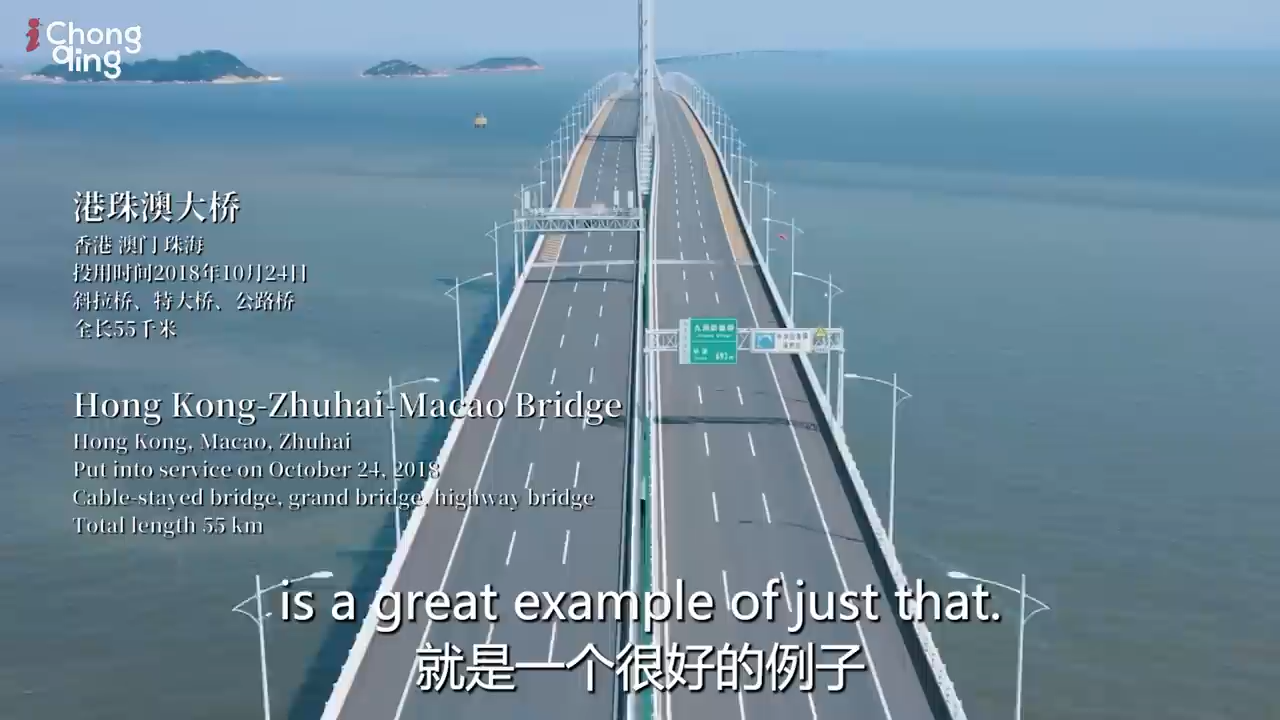 i Chong
qing
港珠澳大桥
香港 澳门 珠海
投用时间2018年10月24日
斜拉桥、特大桥、公路桥
全长55千米
Hong Kong-Zhuhai-Macao Bridge
Hong Kong, Macao, Zhuhai
Put into service on October 24, 2018
Cable-stayed bridge, grand bridge, highway bridge
Total length 55 km
693m
is a great example of just that.
就是一个很好的例子